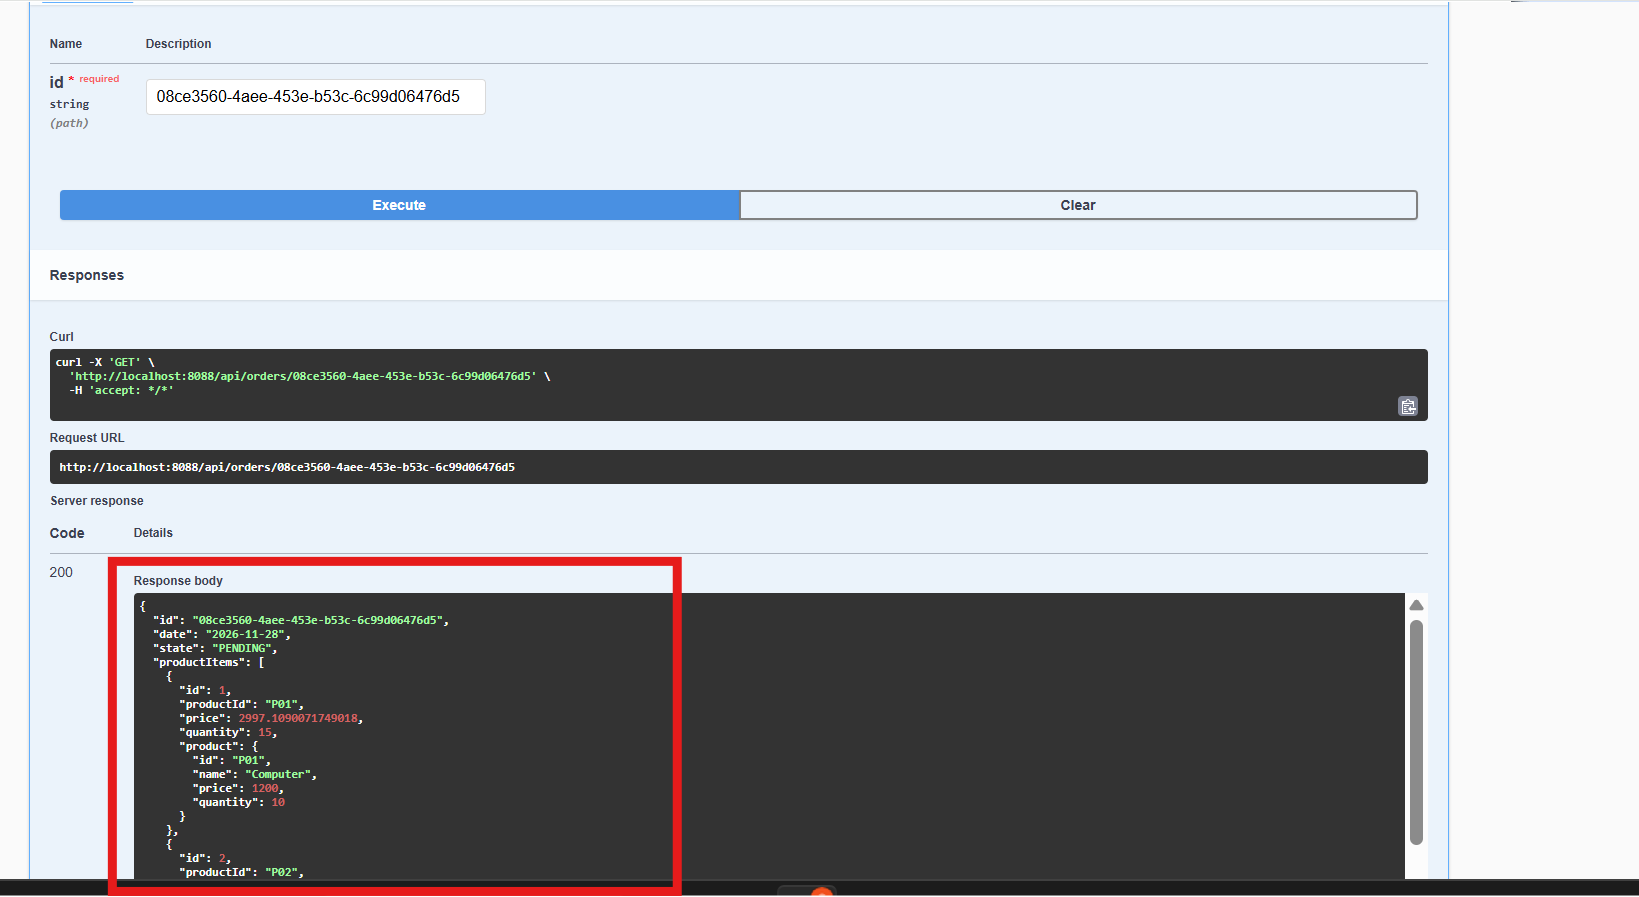 Name Description
id * required
string
(path)
08ce3560-4aee-453e-b53c-6c99d06476d5
Execute Clear
Responses
Curl
curl -X 'GET' \
'http://localhost:8088/api/orders/08ce3560-4aee-453e-b53c-6c99d06476d5' \
-H 'accept: */*'
Request URL
http://localhost:8088/api/orders/08ce3560-4aee-453e-b53c-6c99d06476d5
Server response
Code Details
200
Response body
{
"id": "08ce3560-4aee-453e-b53c-6c99d06476d5",
"date": "2026-11-28",
"state": "PENDING",
"productItems": [
{
"id": 1,
"productId": "P01",
"price": 2997.1090071749018,
"quantity": 15,
"product": {
"id": "P01",
"name": "Computer",
"price": 1200,
"quantity": 10
}
},
{
"id": 2,
"productId": "P02",